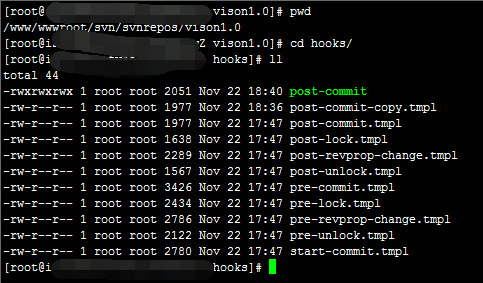 [root@i Z vison1.0]# pwd
/www/wwwroot/svn/svnrepos/vison1.0
[root@i Z vison1.0]# cd hooks/
[root@i hooks]# ll
total 44
-rwxrwxrwx 1 root root 2051 Nov 22 18:40 post-commit
-rw-r--r-- 1 root root 1977 Nov 22 18:36 post-commit-copy.tmpl
-rw-r--r-- 1 root root 1977 Nov 22 17:47 post-commit.tmpl
-rw-r--r-- 1 root root 1638 Nov 22 17:47 post-lock.tmpl
-rw-r--r-- 1 root root 2289 Nov 22 17:47 post-revprop-change.tmpl
-rw-r--r-- 1 root root 1567 Nov 22 17:47 post-unlock.tmpl
-rw-r--r-- 1 root root 3426 Nov 22 17:47 pre-commit.tmpl
-rw-r--r-- 1 root root 2434 Nov 22 17:47 pre-lock.tmpl
-rw-r--r-- 1 root root 2786 Nov 22 17:47 pre-revprop-change.tmpl
-rw-r--r-- 1 root root 2122 Nov 22 17:47 pre-unlock.tmpl
-rw-r--r-- 1 root root 2780 Nov 22 17:47 start-commit.tmpl
[root@i hooks]#